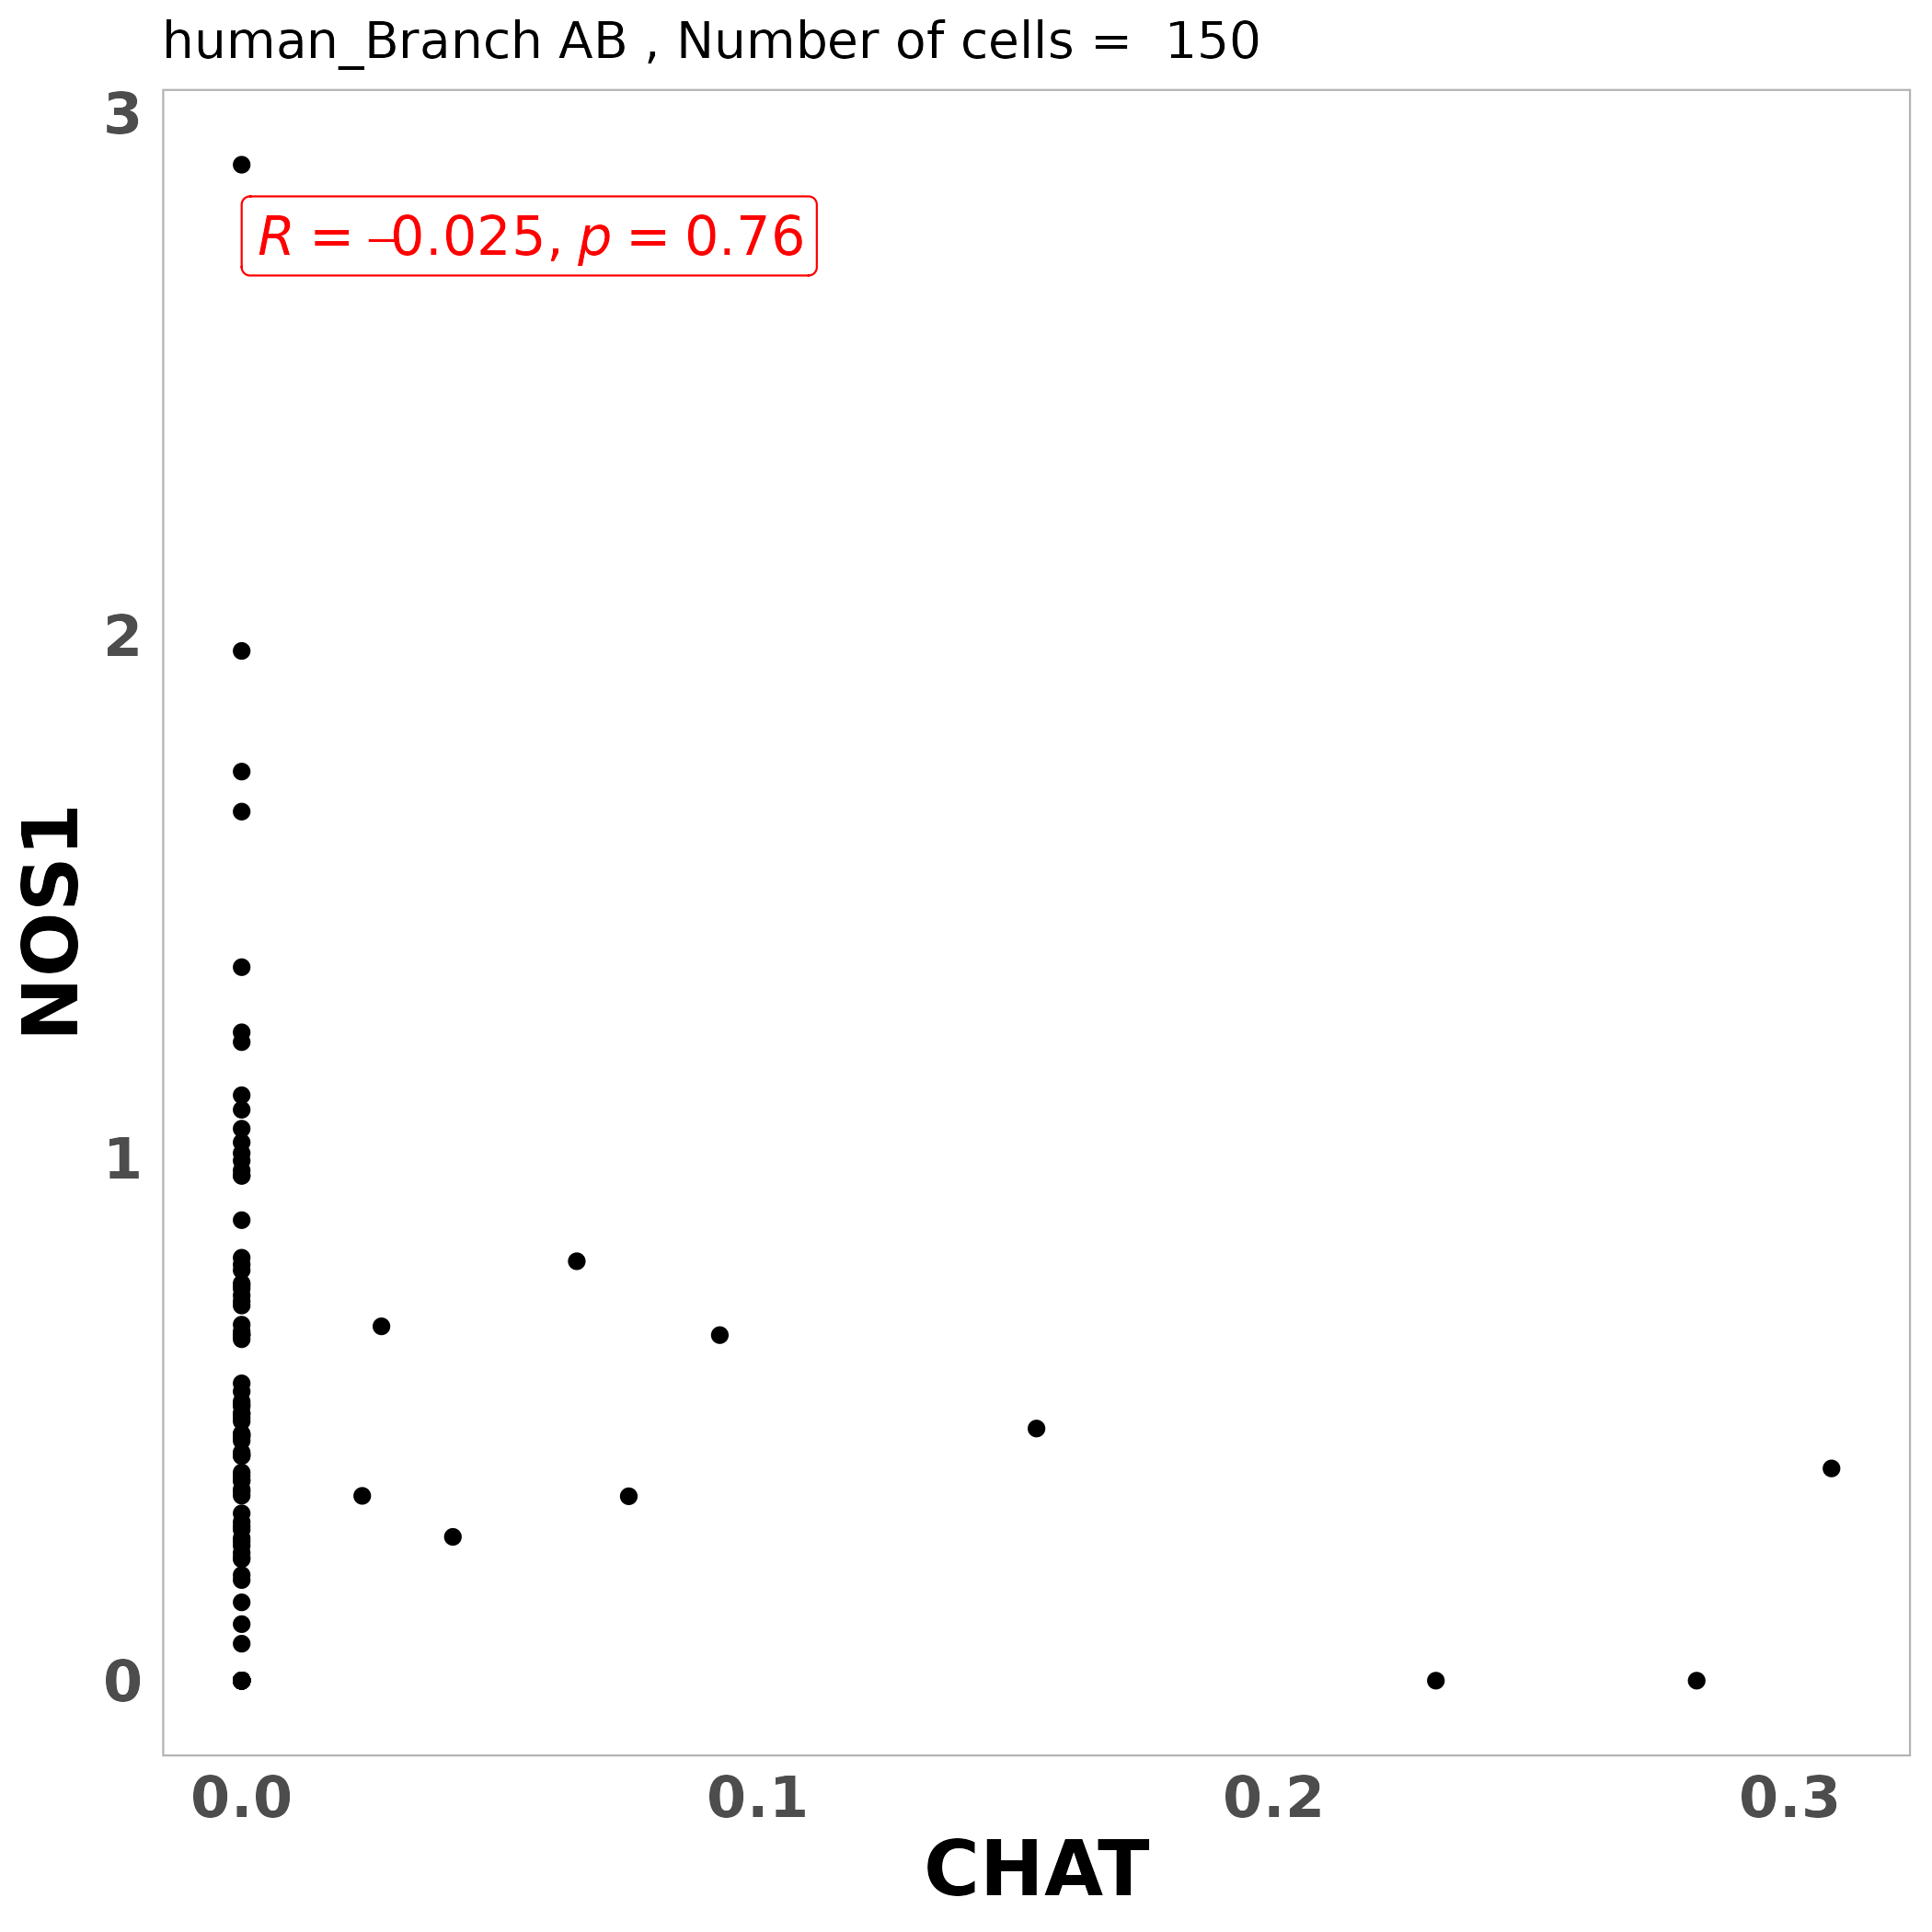 human_Branch AB , Number of cells =  150
3
R = –0.025, p = 0.76
2
NOS1
1
0
0.0 0.1 0.2 0.3
CHAT